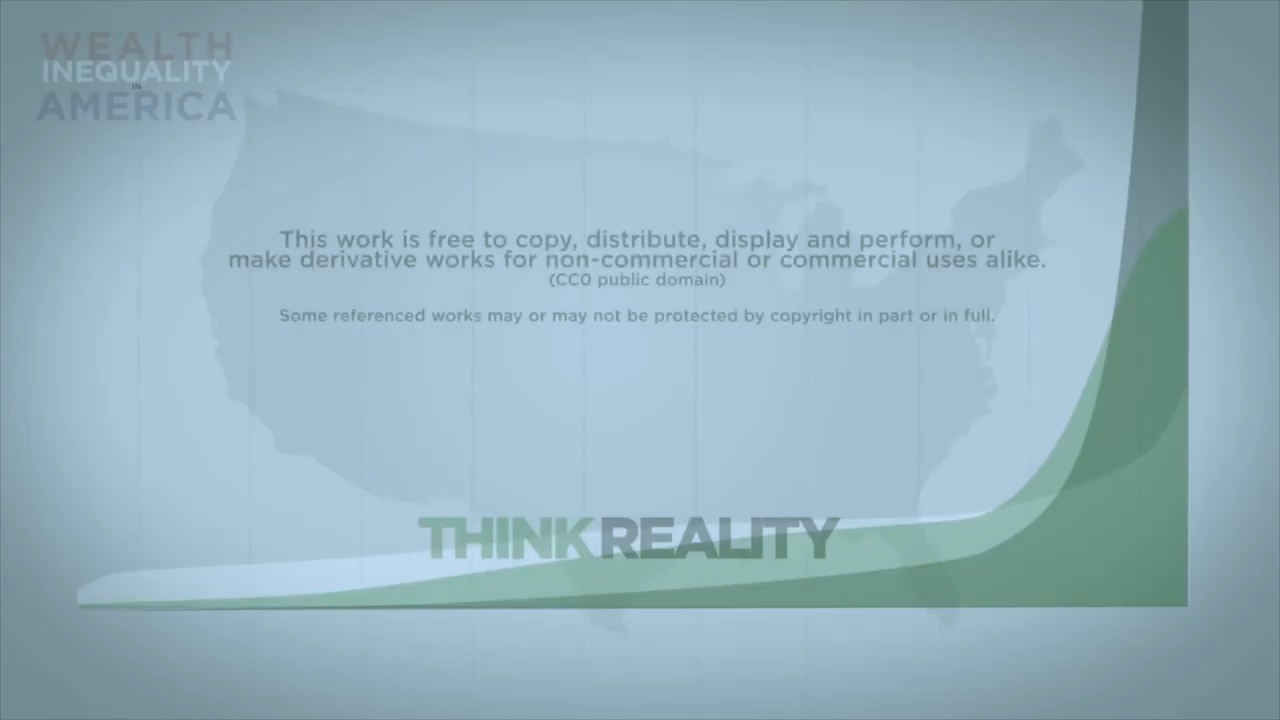 WEALTH
INEQUALITY
IN
AMERICA
This work is free to copy, distribute, display and perform, or
make derivative works for non-commercial or commercial uses alike.
(CC0 public domain)
Some referenced works may or may not be protected by copyright in part or in full.
THINKREALITY